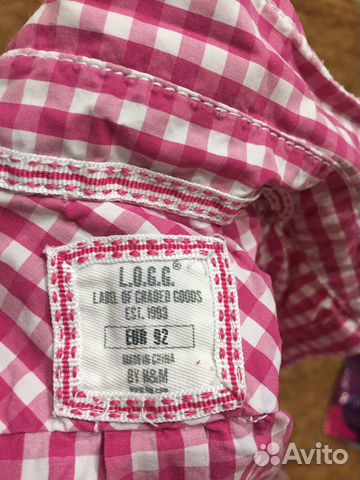 L.O.G.G.®
LABEL OF GRADED GOODS
EST. 1993
EUR 92
MADE IN CHINA
BY H&M
Avito